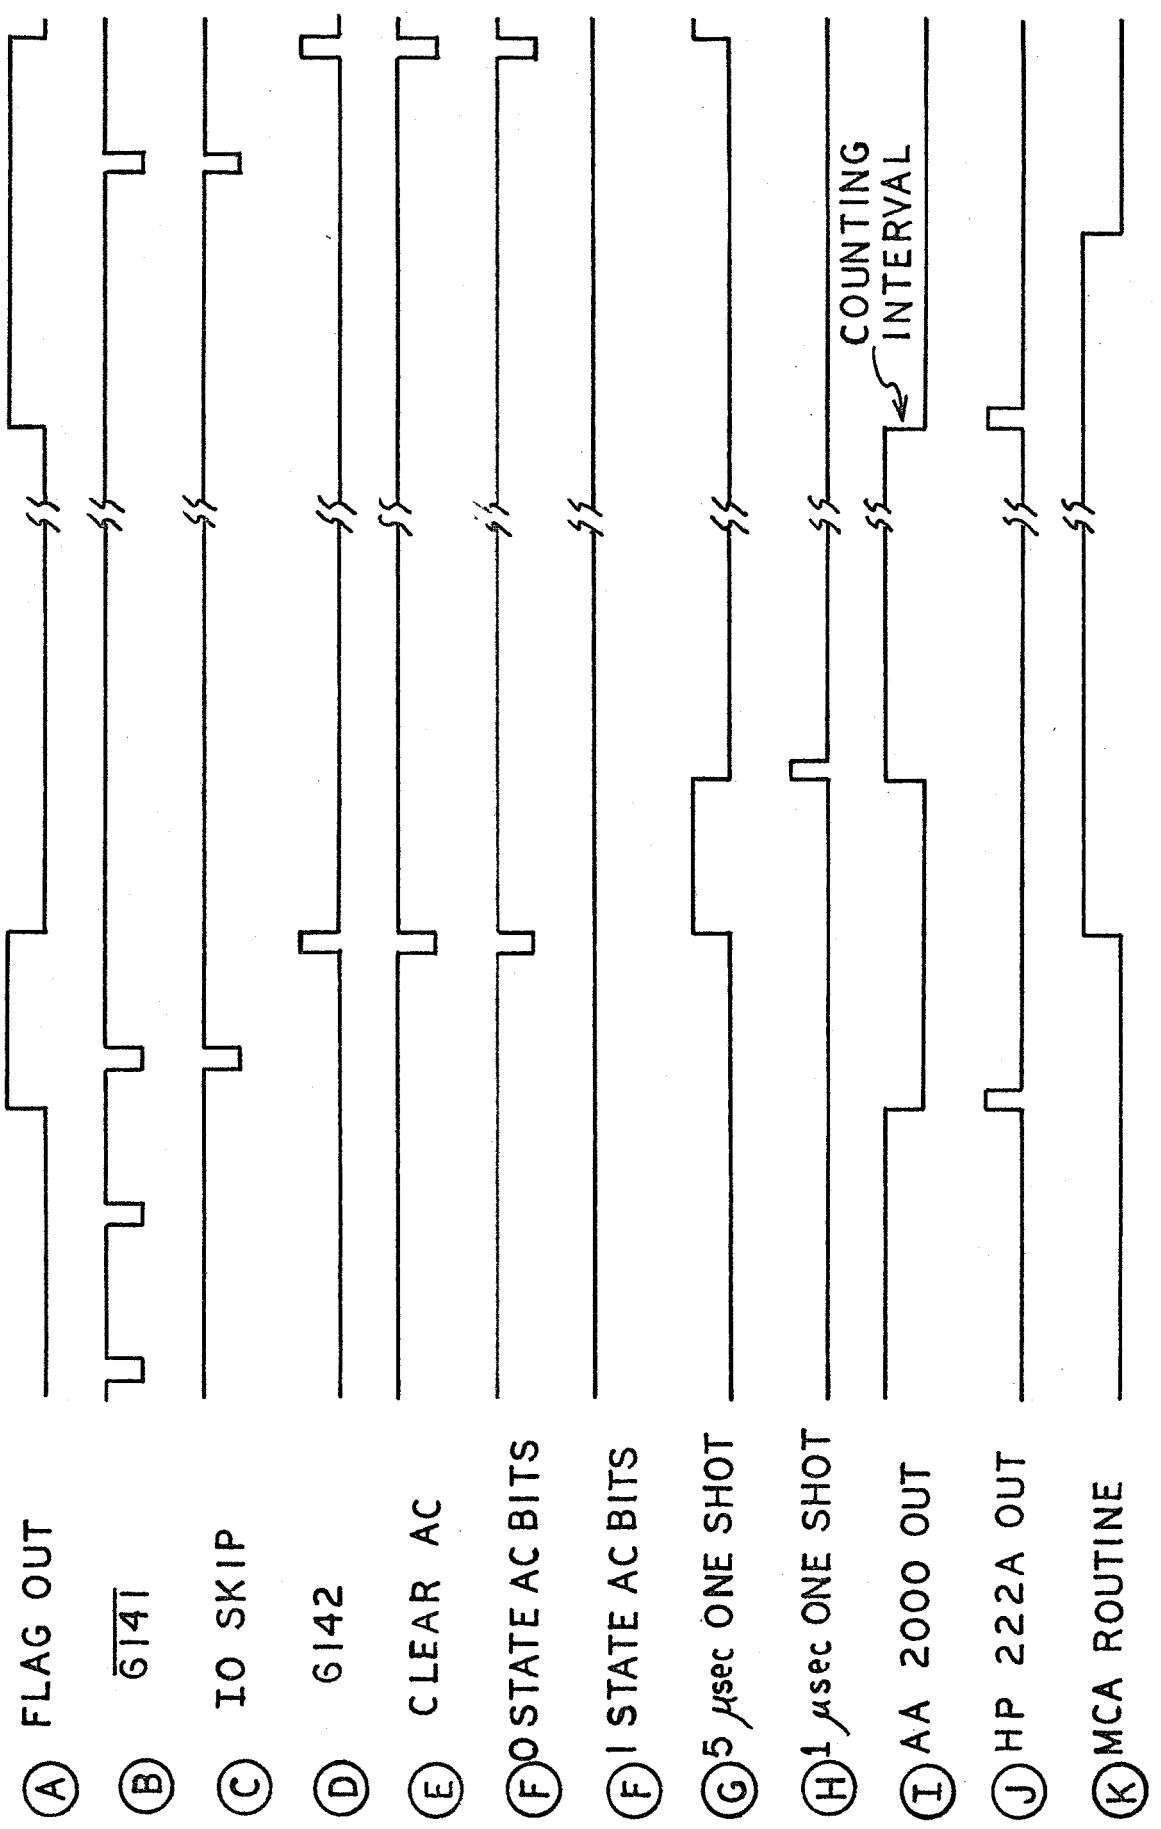 A FLAG OUT
B 6141
C IO SKIP
D 6142
E CLEAR AC
F 0 STATE AC BITS
F 1 STATE AC BITS
G 5 µsec ONE SHOT
H 1 µsec ONE SHOT
I AA 2000 OUT
J HP 222A OUT
K MCA ROUTINE
COUNTING
INTERVAL